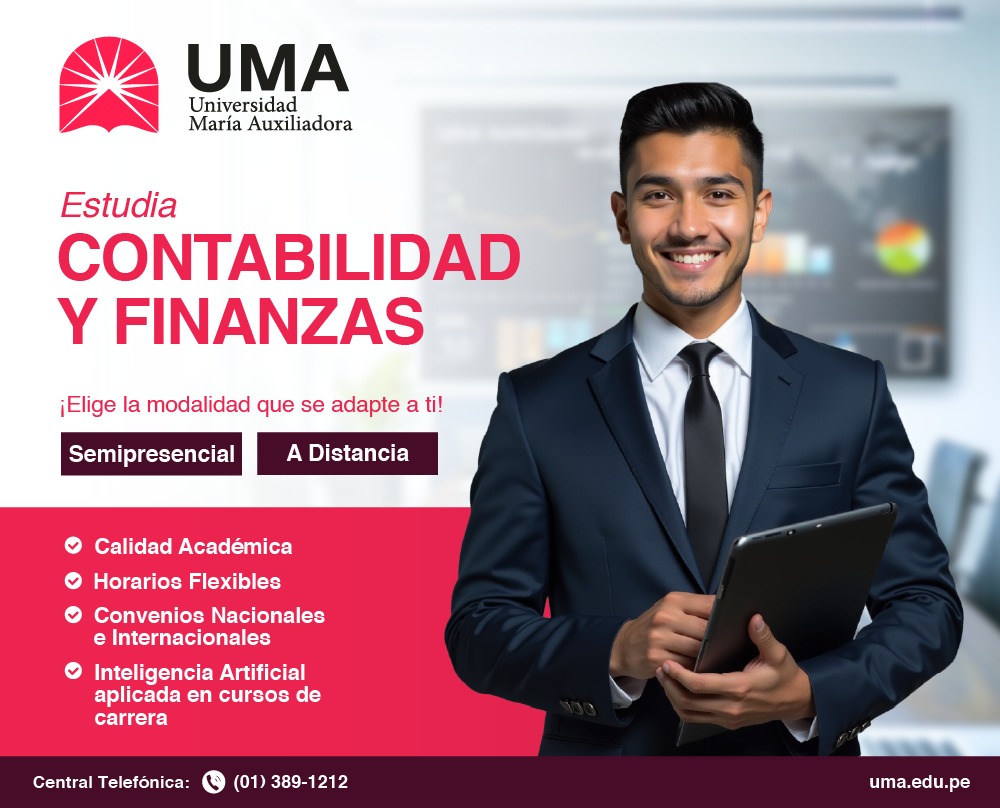 UMA
Universidad
María Auxiliadora
Estudia
CONTABILIDAD
Y FINANZAS
¡Elige la modalidad que se adapte a ti!
Semipresencial
A Distancia
Calidad Académica
Horarios Flexibles
Convenios Nacionales
e Internacionales
Inteligencia Artificial
aplicada en cursos de
carrera
Central Telefónica: (01) 389-1212
uma.edu.pe